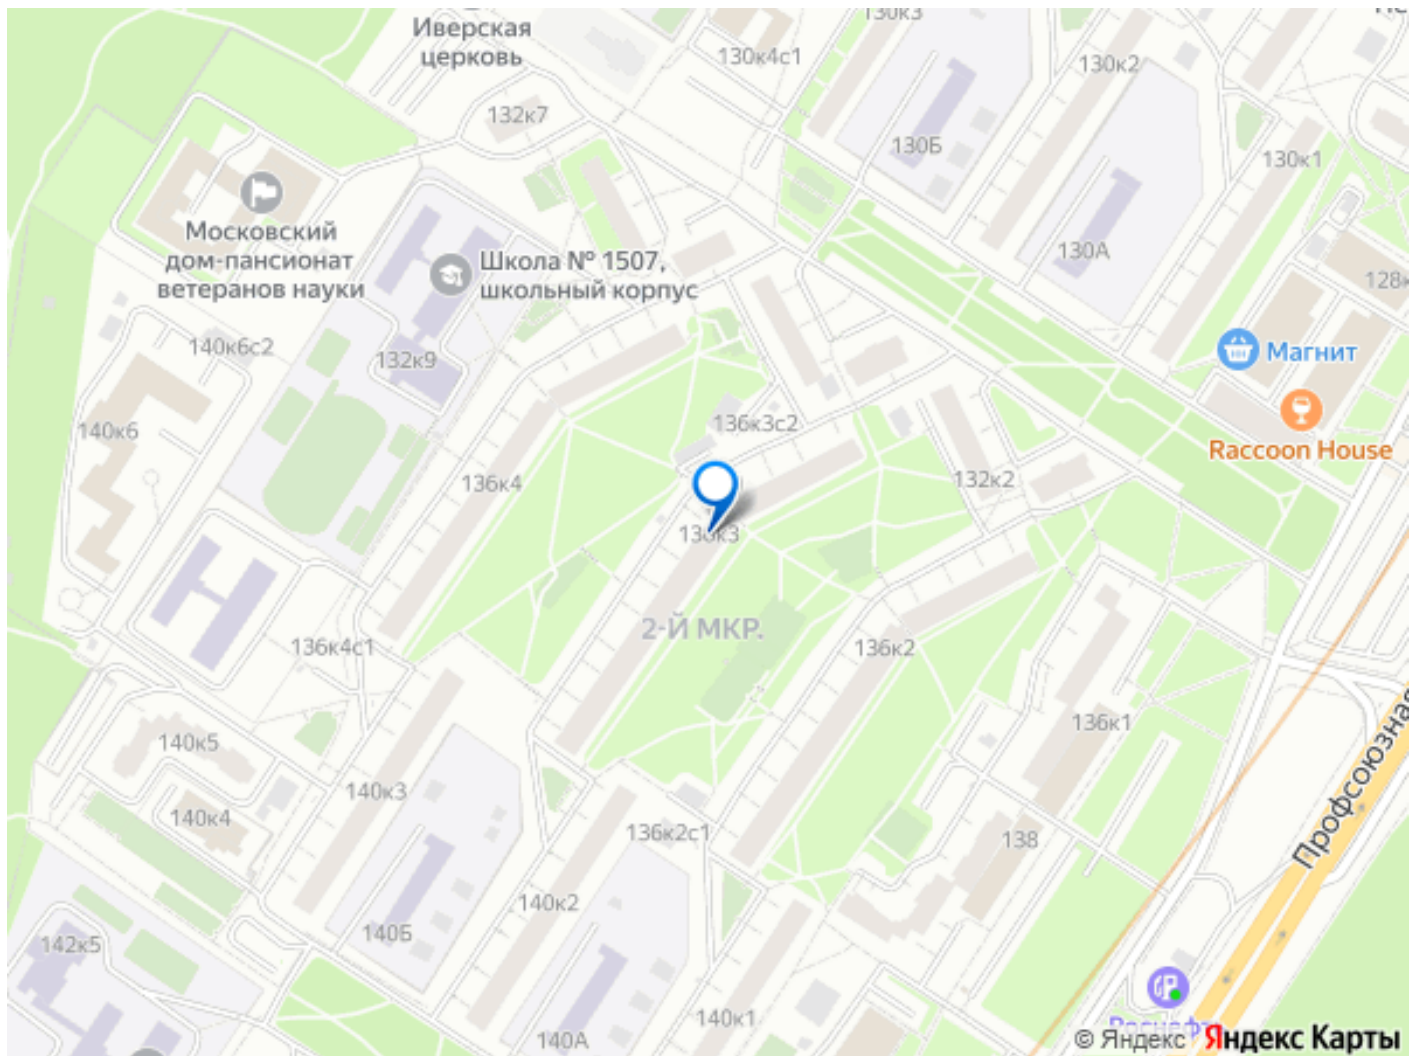 Иверская
церковь
130к3
130к4с1
130к2
132к7
130Б
130к1
Московский
дом-пансионат
ветеранов науки
Школа № 1507,
школьный корпус
130А
128к
140к6с2
132к9
Магнит
140к6
136к3с2
Raccoon House
136к4
132к2
136к3
2-Й МКР.
136к4с1
136к2
136к1
Профсоюзная
140к5
140к3
140к4
136к2с1
138
140к2
140Б
142к5
140к1
140А
© Яндекс Яндекс Карты